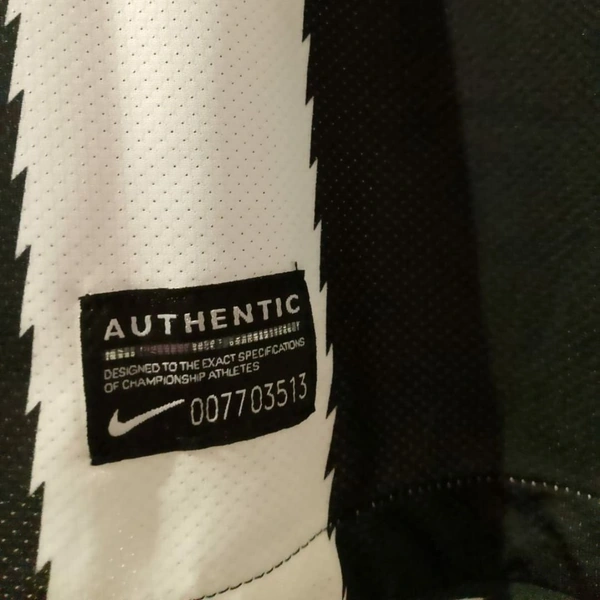 AUTHENTIC
DESIGNED TO THE EXACT SPECIFICATIONS
OF CHAMPIONSHIP ATHLETES
007703513